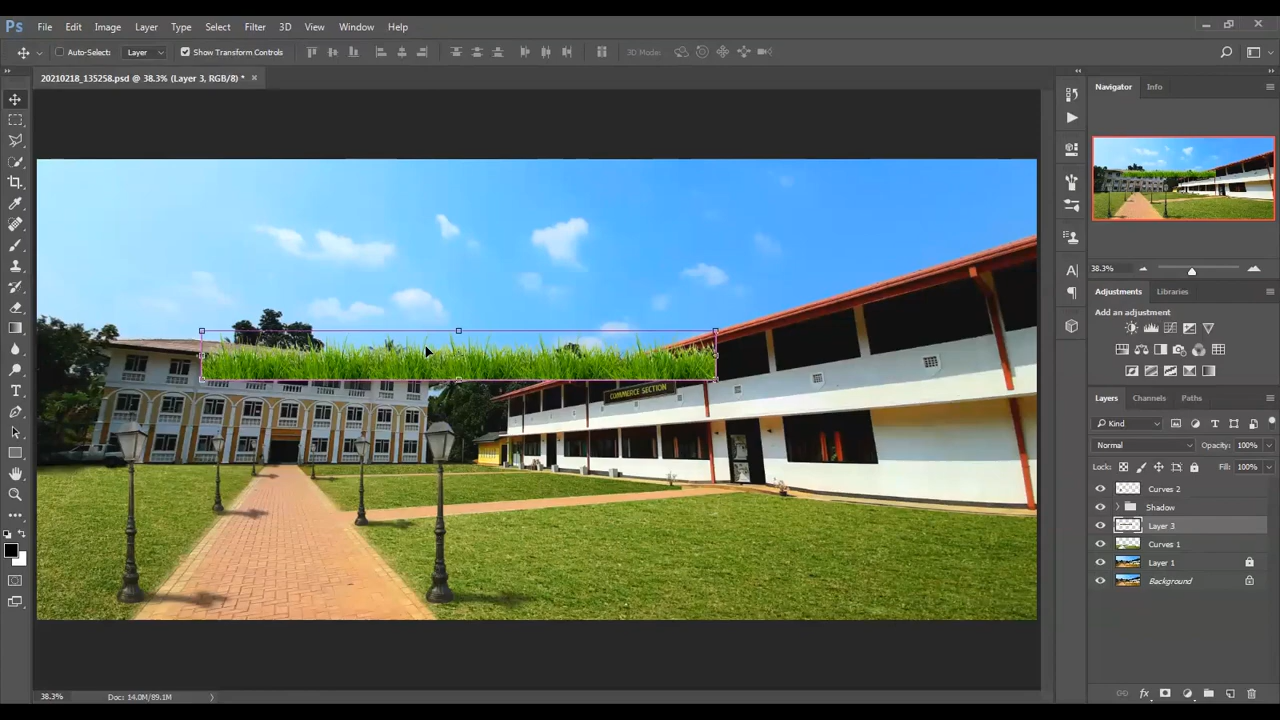 Ps File Edit Image Layer Type Select Filter 3D View Window Help
Auto-Select: Layer Show Transform Controls 3D Mode:
20210218_135258.psd @ 38.3% (Layer 3, RGB/8) * ×
Navigator Info
38.3%
Adjustments Libraries
Add an adjustment
COMMERCE SECTION
Layers Channels Paths
Kind
Normal Opacity: 100%
Lock: Fill: 100%
Curves 2
Shadow
Layer 3
Curves 1
Layer 1
Background
38.3% Doc: 14.0M/89.1M